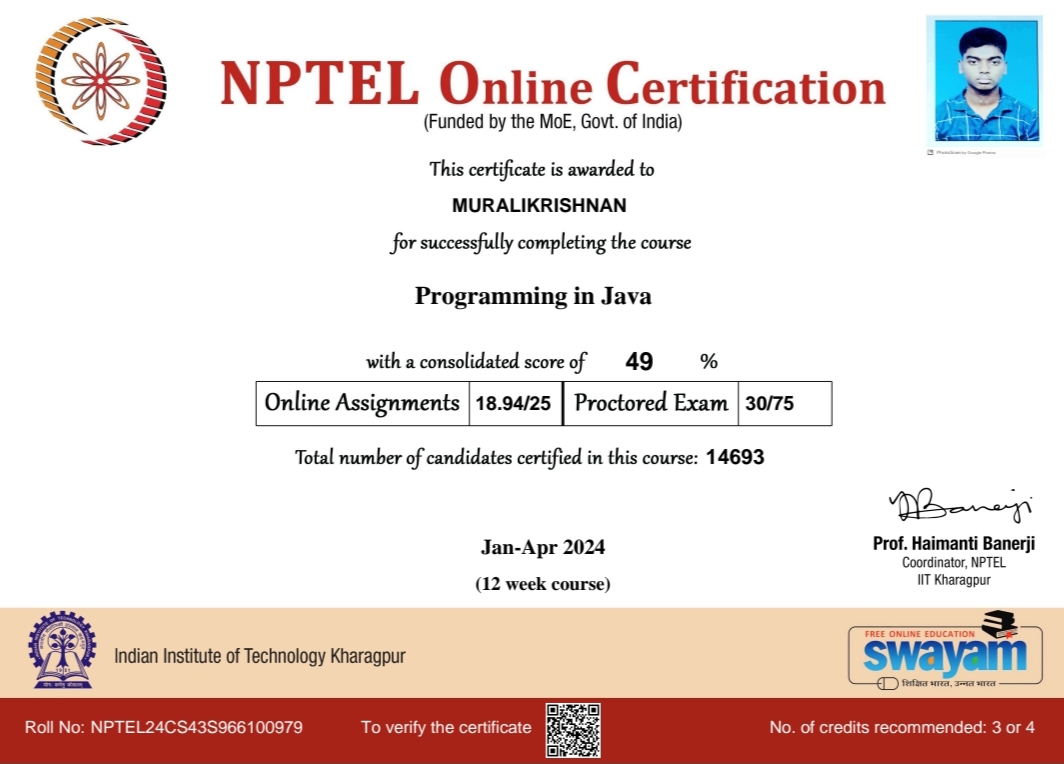 NPTEL Online Certification
(Funded by the MoE, Govt. of India)
This certificate is awarded to
MURALIKRISHNAN
for successfully completing the course
Programming in Java
with a consolidated score of 49 %
Online Assignments 18.94/25 Proctored Exam 30/75
Total number of candidates certified in this course: 14693
Jan-Apr 2024
(12 week course)
Prof. Haimanti Banerji
Coordinator, NPTEL
IIT Kharagpur
Indian Institute of Technology Kharagpur
FREE ONLINE EDUCATION
swayam
शिक्षित भारत, उन्नत भारत
Roll No: NPTEL24CS43S966100979
To verify the certificate
No. of credits recommended: 3 or 4